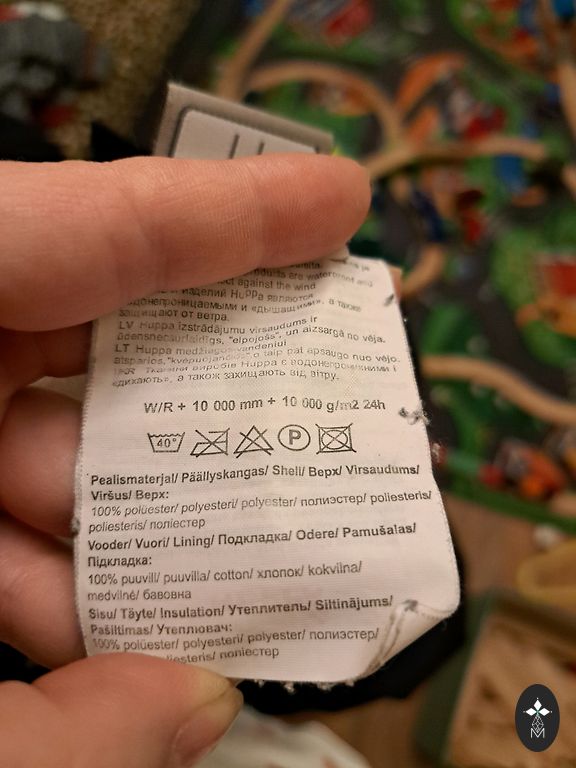 against the wind
изделий HuPPa являются
водонепроницаемыми и «дышащими», а также
защищают от ветра.
LV Huppa izstrādājumu virsaudums ir
ūdensnecaurlaidīgs, "elpojošs", un aizsargā no vēja.
LT Huppa medžiagos vandeniui
atsparios, "kvėpuojančios" o taip pat apsaugo nuo vėjo.
UKR Тканини виробів Huppa є водонепроникними і
«дихають», а також захищають від вітру.
W/R + 10 000 mm + 10 000 g/m2 24h
40° P
Pealismaterjal/ Päällyskangas/ Shell/ Верх/ Virsaudums/
Viršus/ Верх:
100% polüester/ polyesteri/ polyester/ полиэстер/ poliesteris/
poliesteris/ поліестер
Vooder/ Vuori/ Lining/ Подкладка/ Odere/ Pamušalas/
Підкладка:
100% puuvill/ puuvilla/ cotton/ хлопок/ kokvilna/
medvilnė/ бавовна
Sisu/ Täyte/ Insulation/ Утеплитель/ Siltinājums/
Pašiltimas/ Утеплювач:
100% polüester/ polyesteri/ polyester/ полиэстер/
poliesteris/ поліестер
M